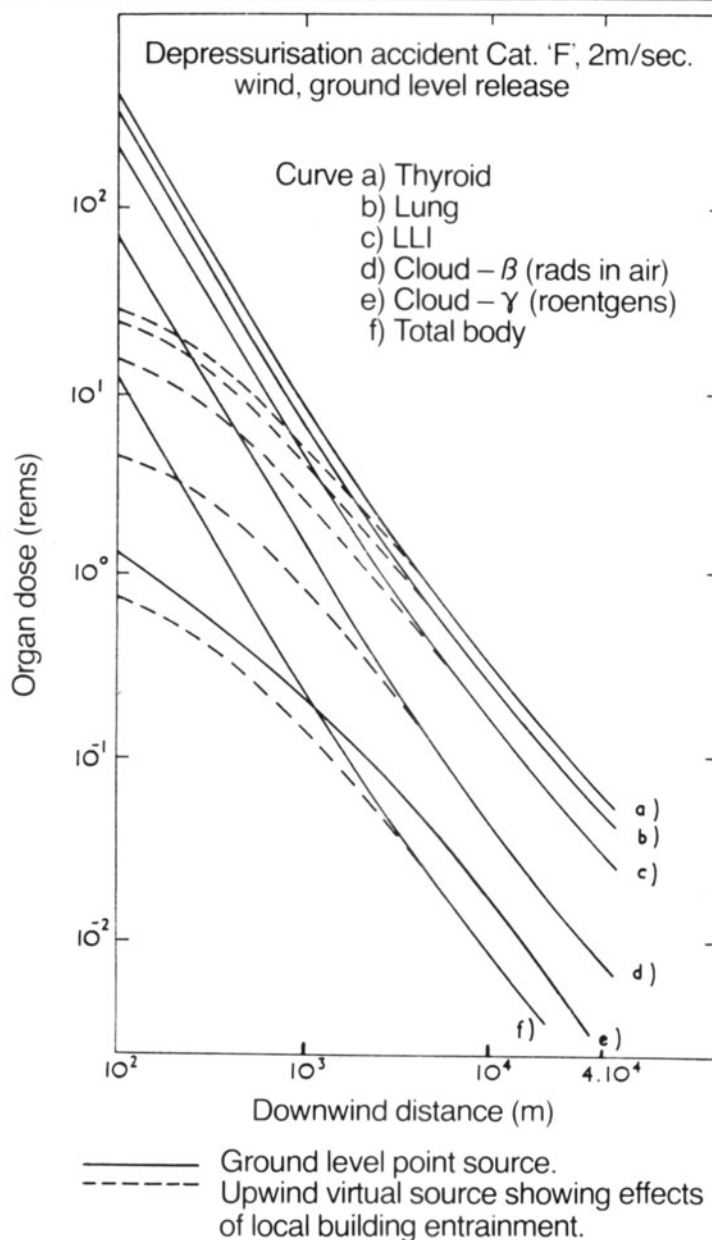 Depressurisation accident Cat. 'F', 2m/sec.
wind, ground level release
Curve a) Thyroid
b) Lung
c) LLI
d) Cloud – β (rads in air)
e) Cloud – γ (roentgens)
f) Total body
Organ dose (rems)
10²
10¹
10⁰
10⁻¹
10⁻²
a)
b)
c)
d)
e)
f)
10²
10³
10⁴
4.10⁴
Downwind distance (m)
Ground level point source.
Upwind virtual source showing effects
of local building entrainment.